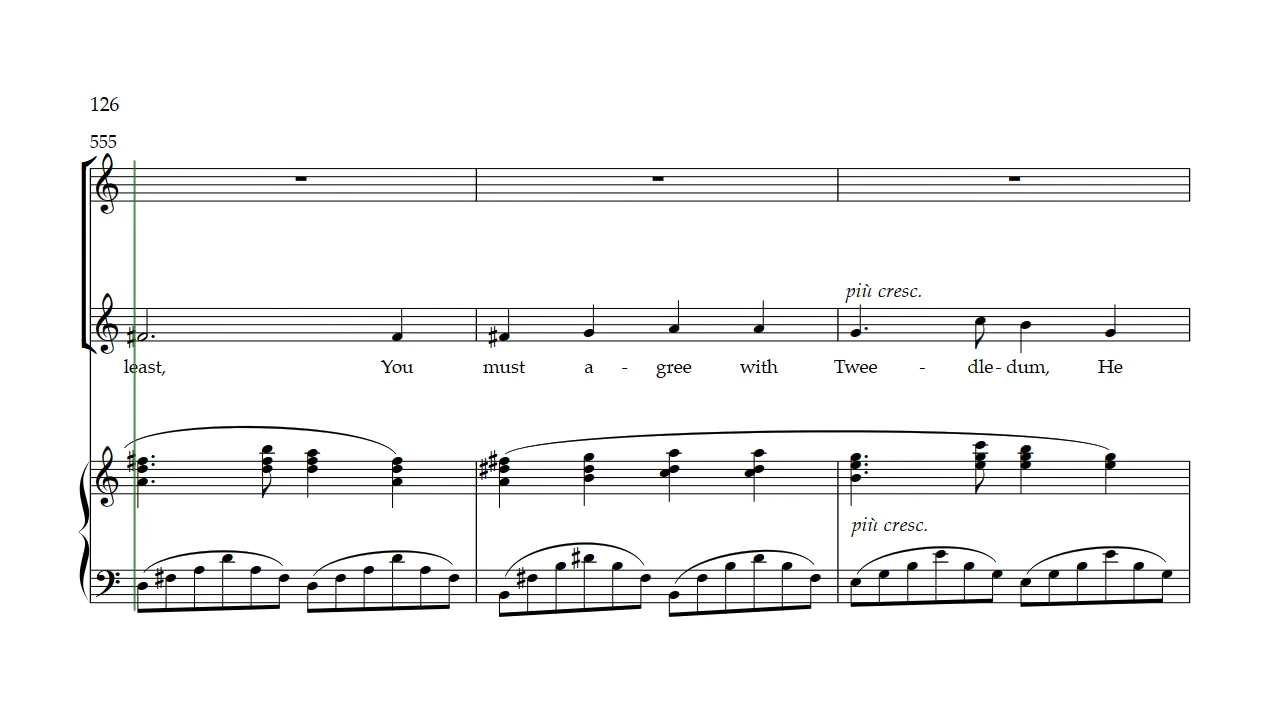 126
555
più cresc.
least, You must a - gree with Twee - dle - dum, He
più cresc.